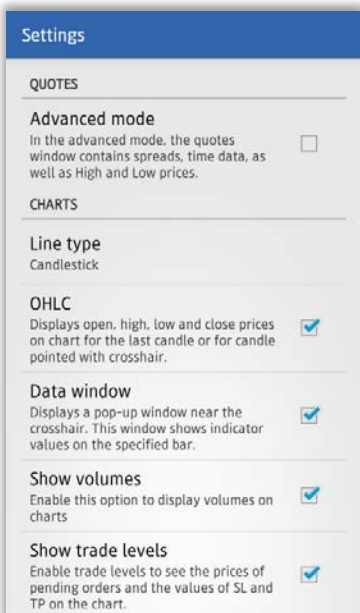 Settings
QUOTES
Advanced mode
In the advanced mode, the quotes
window contains spreads, time data, as
well as High and Low prices.
CHARTS
Line type
Candlestick
OHLC
Displays open, high, low and close prices
on chart for the last candle or for candle
pointed with crosshair.
Data window
Displays a pop-up window near the
crosshair. This window shows indicator
values on the specified bar.
Show volumes
Enable this option to display volumes on
charts
Show trade levels
Enable trade levels to see the prices of
pending orders and the values of SL and
TP on the chart.